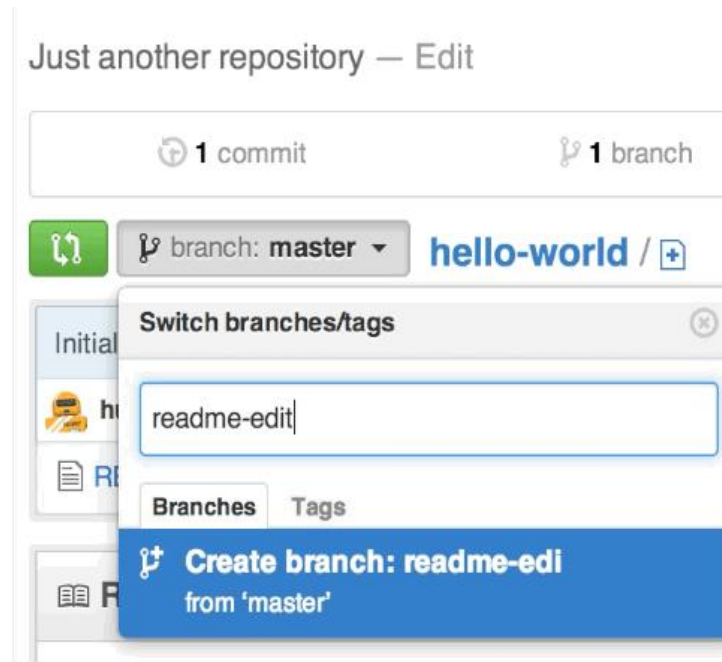 Just another repository — Edit
1 commit
1 branch
branch: master
hello-world /
Switch branches/tags
Initial
readme-edit
Branches Tags
Create branch: readme-edi
from ‘master’